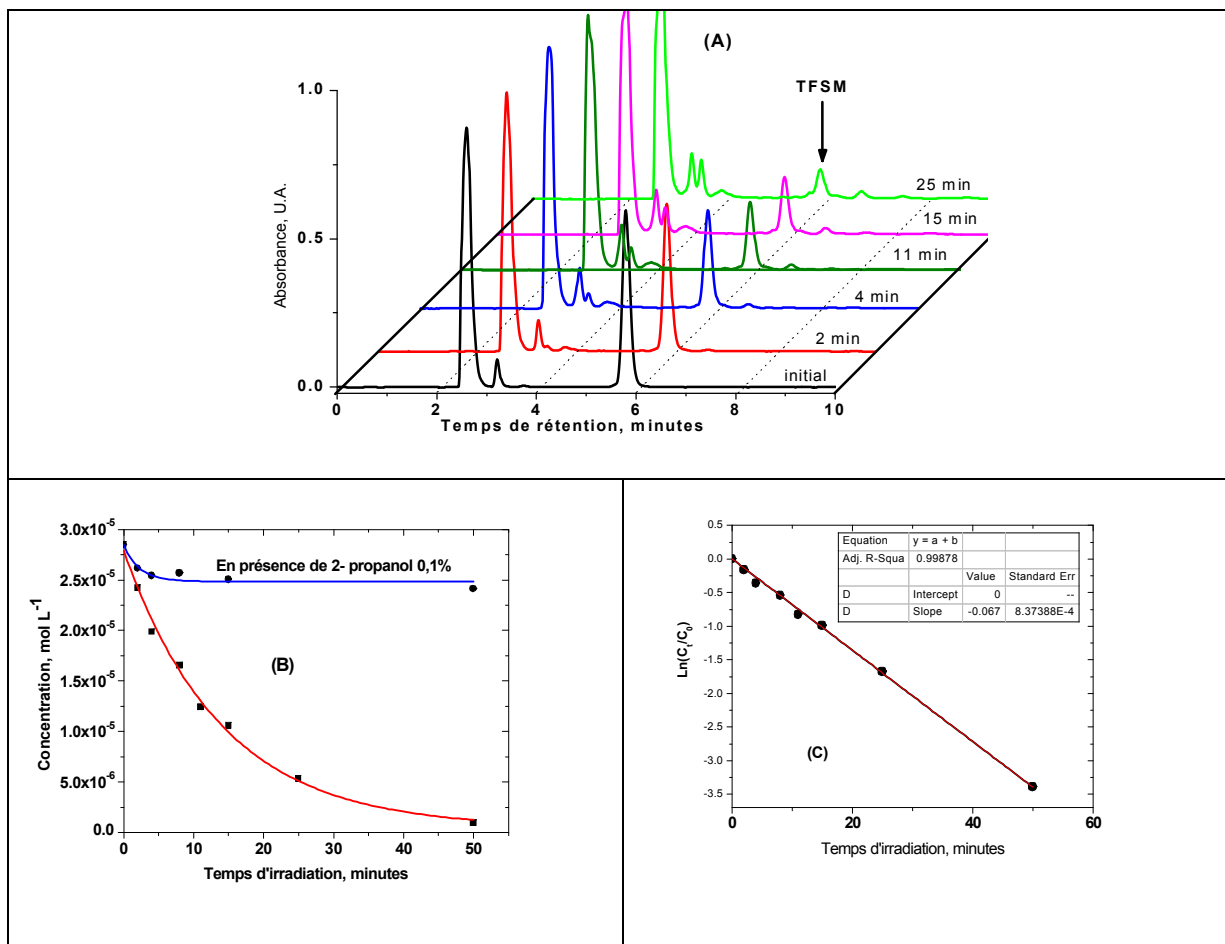 (A)
TFSM
1.0
0.5
0.0
Absorbance, U.A.
25 min
15 min
11 min
4 min
2 min
initial
0 2 4 6 8 10
Temps de rétention, minutes
3.0x10-5
2.5x10-5
2.0x10-5
1.5x10-5
1.0x10-5
5.0x10-6
0.0
Concentration, mol L-1
En présence de 2- propanol 0,1%
(B)
0 10 20 30 40 50
Temps d'irradiation, minutes
0.5
0.0
-0.5
-1.0
-1.5
-2.0
-2.5
-3.0
-3.5
Ln(Ct/C0)
Equation y = a + b
Adj. R-Squa 0.99878
Value Standard Err
D Intercept 0 --
D Slope -0.067 8.37388E-4
(C)
0 20 40 60
Temps d'irradiation, minutes